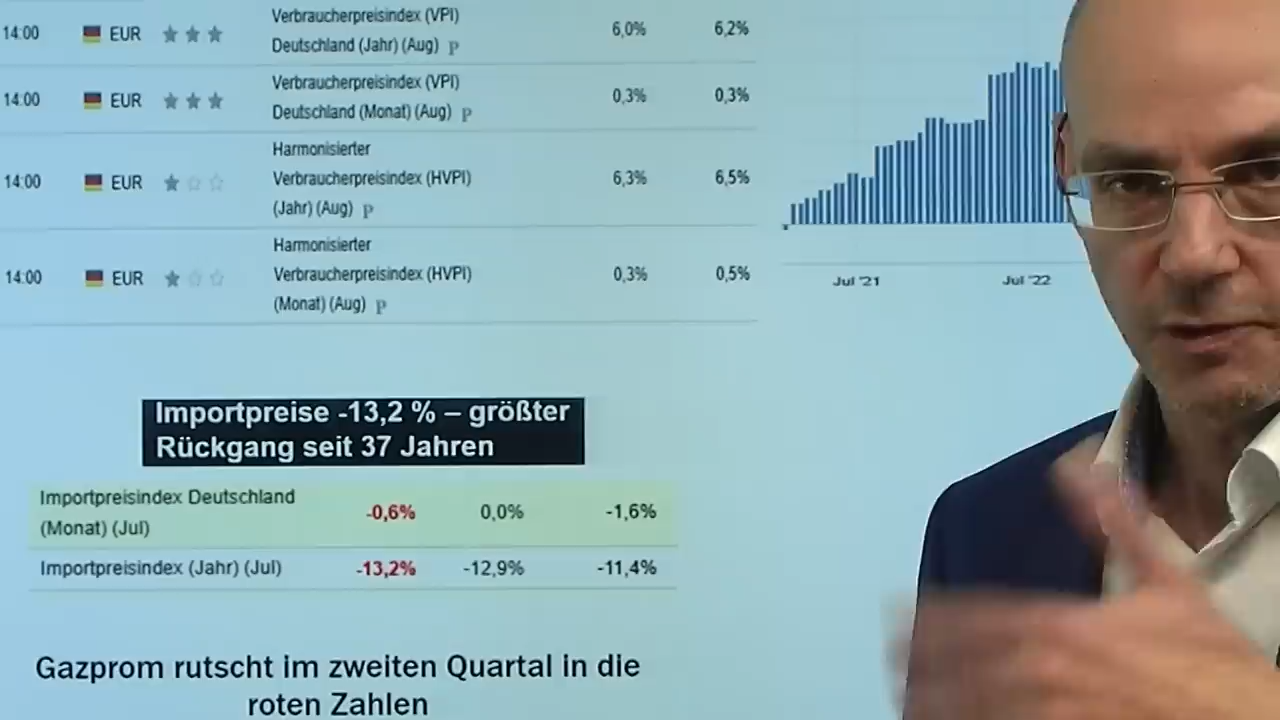 Verbraucherpreisindex (VPI)
14:00 EUR Deutschland (Jahr) (Aug) P 6,0% 6,2%
Verbraucherpreisindex (VPI)
14:00 EUR Deutschland (Monat) (Aug) P 0,3% 0,3%
Harmonisierter
14:00 EUR Verbraucherpreisindex (HVPI) 6,3% 6,5%
(Jahr) (Aug) P
Harmonisierter
14:00 EUR Verbraucherpreisindex (HVPI) 0,3% 0,5%
(Monat) (Aug) P
Jul '21 Jul '22
Importpreise -13,2 % – größter
Rückgang seit 37 Jahren
Importpreisindex Deutschland
(Monat) (Jul) -0,6% 0,0% -1,6%
Importpreisindex (Jahr) (Jul) -13,2% -12,9% -11,4%
Gazprom rutscht im zweiten Quartal in die
roten Zahlen